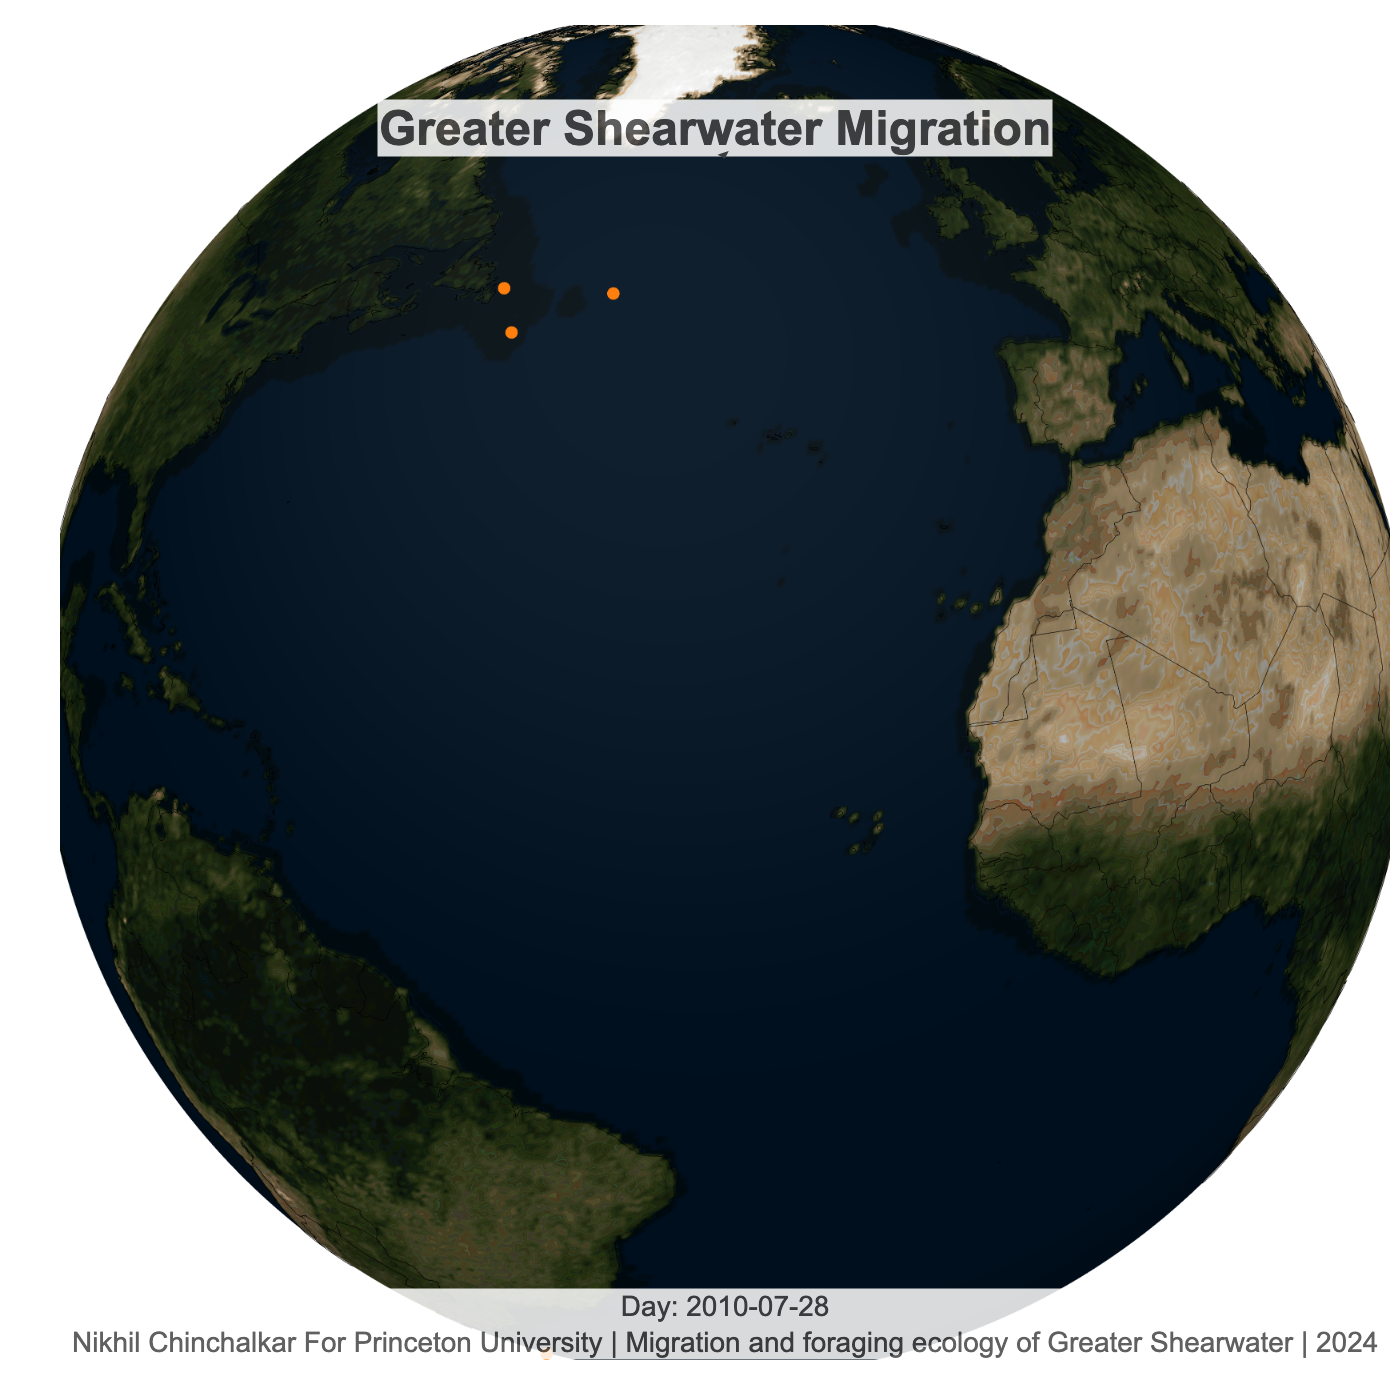 Greater Shearwater Migration
Day: 2010-07-28
Nikhil Chinchalkar For Princeton University | Migration and foraging ecology of Greater Shearwater | 2024